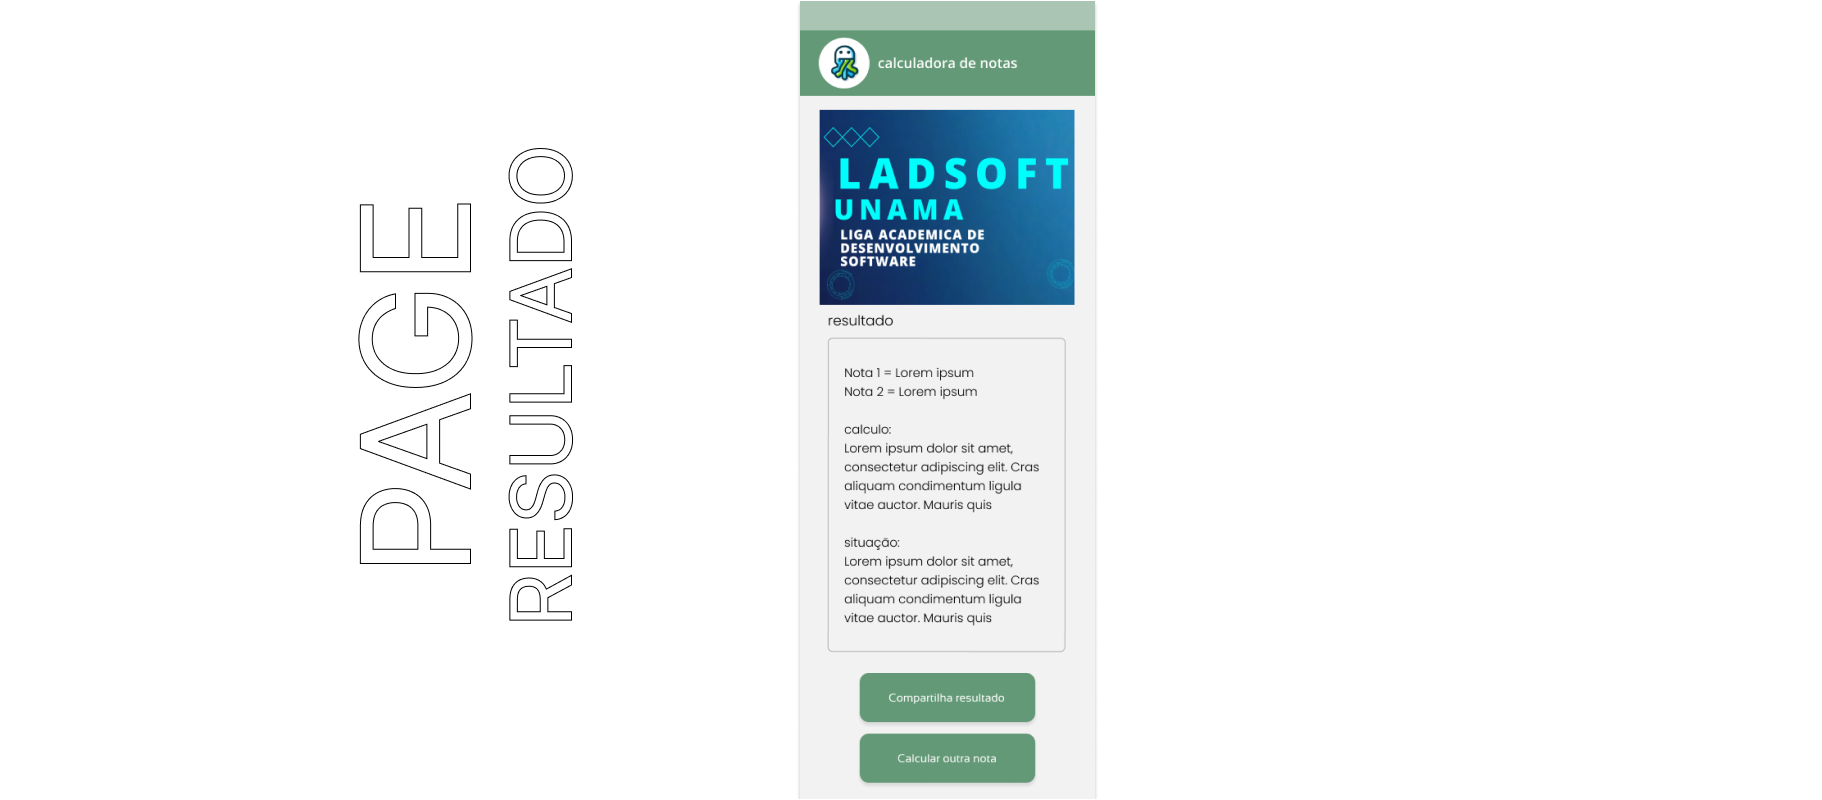 PAGE
RESULTADO
calculadora de notas
LADSOFT
UNAMA
LIGA ACADEMICA DE
DESENVOLVIMENTO
SOFTWARE
resultado
Nota 1 = Lorem ipsum
Nota 2 = Lorem ipsum
calculo:
Lorem ipsum dolor sit amet,
consectetur adipiscing elit. Cras
aliquam condimentum ligula
vitae auctor. Mauris quis
situação:
Lorem ipsum dolor sit amet,
consectetur adipiscing elit. Cras
aliquam condimentum ligula
vitae auctor. Mauris quis
Compartilha resultado
Calcular outra nota